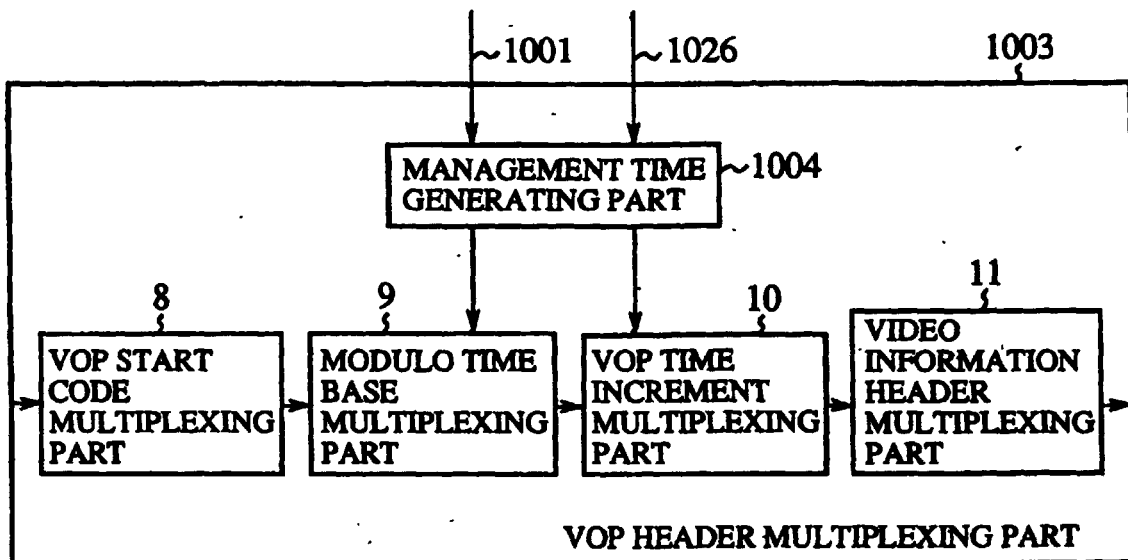 1001
1026
1003
MANAGEMENT TIME
GENERATING PART
1004
8
VOP START
CODE
MULTIPLEXING
PART
9
MODULO TIME
BASE
MULTIPLEXING
PART
10
VOP TIME
INCREMENT
MULTIPLEXING
PART
11
VIDEO
INFORMATION
HEADER
MULTIPLEXING
PART
VOP HEADER MULTIPLEXING PART